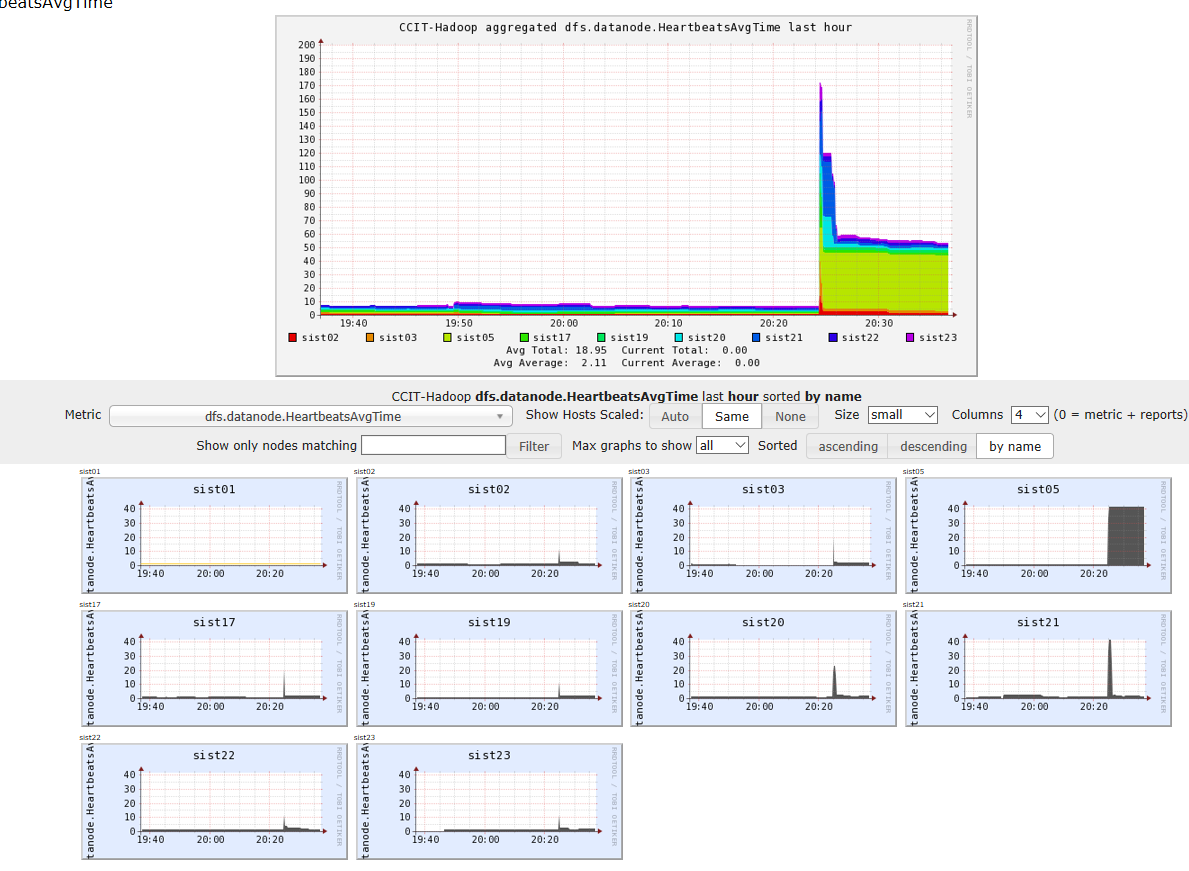 beatsAvgTime
CCIT-Hadoop aggregated dfs.datanode.HeartbeatsAvgTime last hour
RRDTOOL / TOBI OETIKER
200
190
180
170
160
150
140
130
120
110
100
90
80
70
60
50
40
30
20
10
0
19:40 19:50 20:00 20:10 20:20 20:30
sist02 sist03 sist05 sist17 sist19 sist20 sist21 sist22 sist23
Avg Total: 18.95 Current Total: 0.00
Avg Average: 2.11 Current Average: 0.00
CCIT-Hadoop dfs.datanode.HeartbeatsAvgTime last hour sorted by name
Metric dfs.datanode.HeartbeatsAvgTime Show Hosts Scaled: Auto Same None Size small Columns 4 (0 = metric + reports)
Show only nodes matching Filter Max graphs to show all Sorted ascending descending by name
sist01 sist02 sist03 sist05
sist01
tanode.HeartbeatsAv
RRDTOOL / TOBI OETIKER
40
30
20
10
0
19:40 20:00 20:20
sist02
tanode.HeartbeatsAv
RRDTOOL / TOBI OETIKER
40
30
20
10
0
19:40 20:00 20:20
sist03
tanode.HeartbeatsAv
RRDTOOL / TOBI OETIKER
40
30
20
10
0
19:40 20:00 20:20
sist05
tanode.HeartbeatsAv
RRDTOOL / TOBI OETIKER
40
30
20
10
0
19:40 20:00 20:20
sist17 sist19 sist20 sist21
sist17
tanode.HeartbeatsAv
RRDTOOL / TOBI OETIKER
40
30
20
10
0
19:40 20:00 20:20
sist19
tanode.HeartbeatsAv
RRDTOOL / TOBI OETIKER
40
30
20
10
0
19:40 20:00 20:20
sist20
tanode.HeartbeatsAv
RRDTOOL / TOBI OETIKER
40
30
20
10
0
19:40 20:00 20:20
sist21
tanode.HeartbeatsAv
RRDTOOL / TOBI OETIKER
40
30
20
10
0
19:40 20:00 20:20
sist22 sist23
sist22
tanode.HeartbeatsAv
RRDTOOL / TOBI OETIKER
40
30
20
10
0
19:40 20:00 20:20
sist23
tanode.HeartbeatsAv
RRDTOOL / TOBI OETIKER
40
30
20
10
0
19:40 20:00 20:20